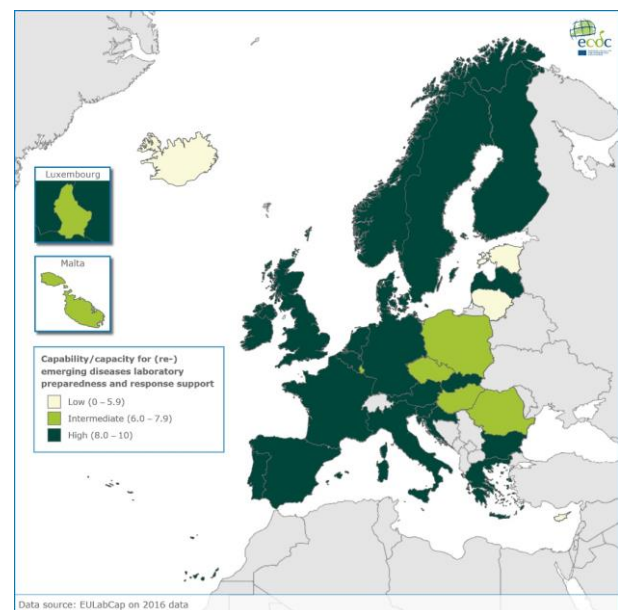 ecdc
Luxembourg
Malta
Capability/capacity for (re-)
emerging diseases laboratory
preparedness and response support
Low (0 – 5.9)
Intermediate (6.0 – 7.9)
High (8.0 – 10)
Data source: EULabCap on 2016 data